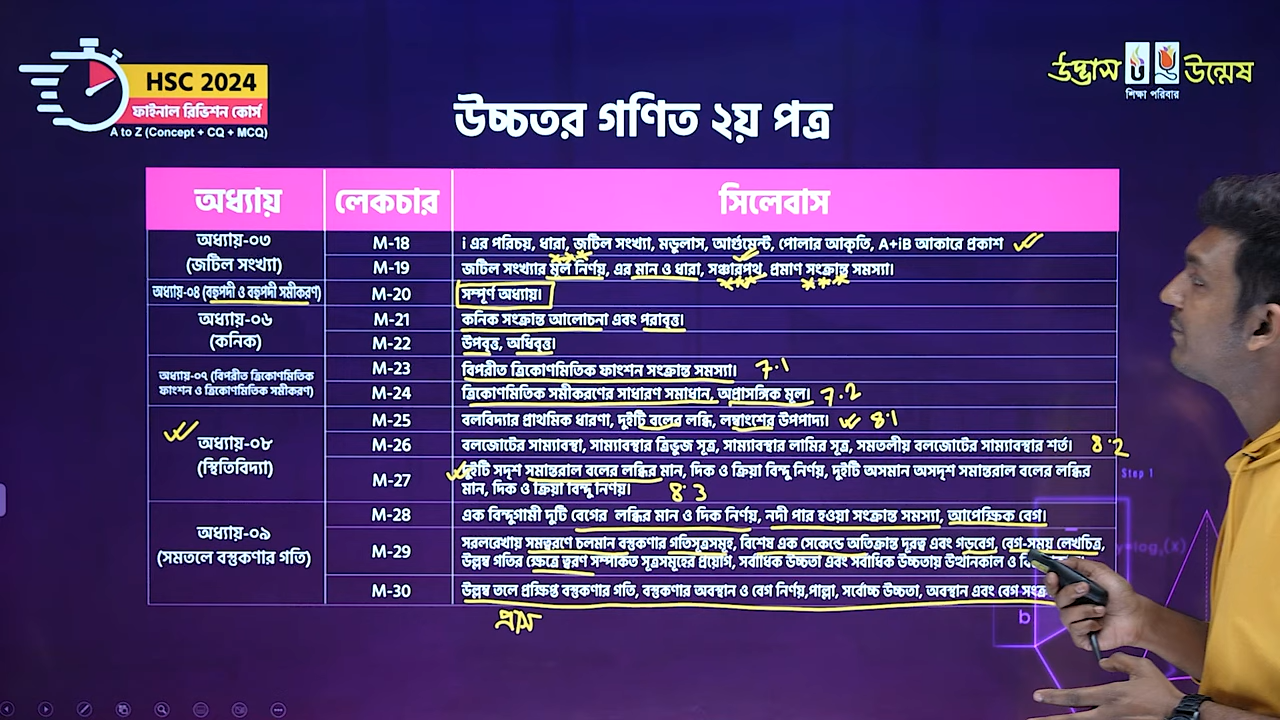 HSC 2024
ফাইনাল রিভিশন কোর্স
A to Z (Concept + CQ + MCQ)
উদ্ভাস উন্মেষ
শিক্ষা পরিবার
উচ্চতর গণিত ২য় পত্র
অধ্যায় লেকচার সিলেবাস
অধ্যায়-০৩
(জটিল সংখ্যা)
M-18 i এর পরিচয়, ধারা, জটিল সংখ্যা, মডুলাস, আর্গুমেন্ট, পোলার আকৃতি, A+iB আকারে প্রকাশ
M-19 জটিল সংখ্যার মূল নির্ণয়, এর মান ও ধারা, সঞ্চারপথ, প্রমাণ সংক্রান্ত সমস্যা।
অধ্যায়-০৪ (বহুপদী ও বহুপদী সমীকরণ) M-20 সম্পূর্ণ অধ্যায়।
অধ্যায়-০৬
(কনিক)
M-21 কনিক সংক্রান্ত আলোচনা এবং পরাবৃত্ত।
M-22 উপবৃত্ত, অধিবৃত্ত।
অধ্যায়-০৭ (বিপরীত ত্রিকোণমিতিক
ফাংশন ও ত্রিকোণমিতিক সমীকরণ)
M-23 বিপরীত ত্রিকোণমিতিক ফাংশন সংক্রান্ত সমস্যা। 7.1
M-24 ত্রিকোণমিতিক সমীকরণের সাধারণ সমাধান, অপ্রাসঙ্গিক মূল। 7.2
অধ্যায়-০৮
(স্থিতিবিদ্যা)
M-25 বলবিদ্যার প্রাথমিক ধারণা, দুইটি বলের লব্ধি, লম্বাংশের উপপাদ্য। 8.1
M-26 বলজোটের সাম্যাবস্থা, সাম্যাবস্থার ত্রিভুজ সূত্র, সাম্যাবস্থার লামির সূত্র, সমতলীয় বলজোটের সাম্যাবস্থার শর্ত। 8.2
M-27 দুইটি সদৃশ সমান্তরাল বলের লব্ধির মান, দিক ও ক্রিয়া বিন্দু নির্ণয়, দুইটি অসমান অসদৃশ সমান্তরাল বলের লব্ধির
মান, দিক ও ক্রিয়া বিন্দু নির্ণয়। 8.3
অধ্যায়-০৯
(সমতলে বস্তুকণার গতি)
M-28 এক বিন্দুগামী দুটি বেগের লব্ধির মান ও দিক নির্ণয়, নদী পার হওয়া সংক্রান্ত সমস্যা, আপেক্ষিক বেগ।
M-29 সরলরেখায় সমত্বরণে চলমান বস্তুকণার গতিসূত্রসমূহ, বিশেষ এক সেকেন্ডে অতিক্রান্ত দূরত্ব এবং গড়বেগ, বেগ-সময় লেখচিত্র,
উল্লম্ব গতির ক্ষেত্রে ত্বরণ সম্পর্কিত সূত্রসমূহের প্রয়োগ, সর্বাধিক উচ্চতা এবং সর্বাধিক উচ্চতায় উত্থানকাল ও
M-30 উল্লম্ব তলে প্রক্ষিপ্ত বস্তুকণার গতি, বস্তুকণার অবস্থান ও বেগ নির্ণয়,পাল্লা, সর্বোচ্চ উচ্চতা, অবস্থান এবং বেগ
প্রাস
Step 1
b